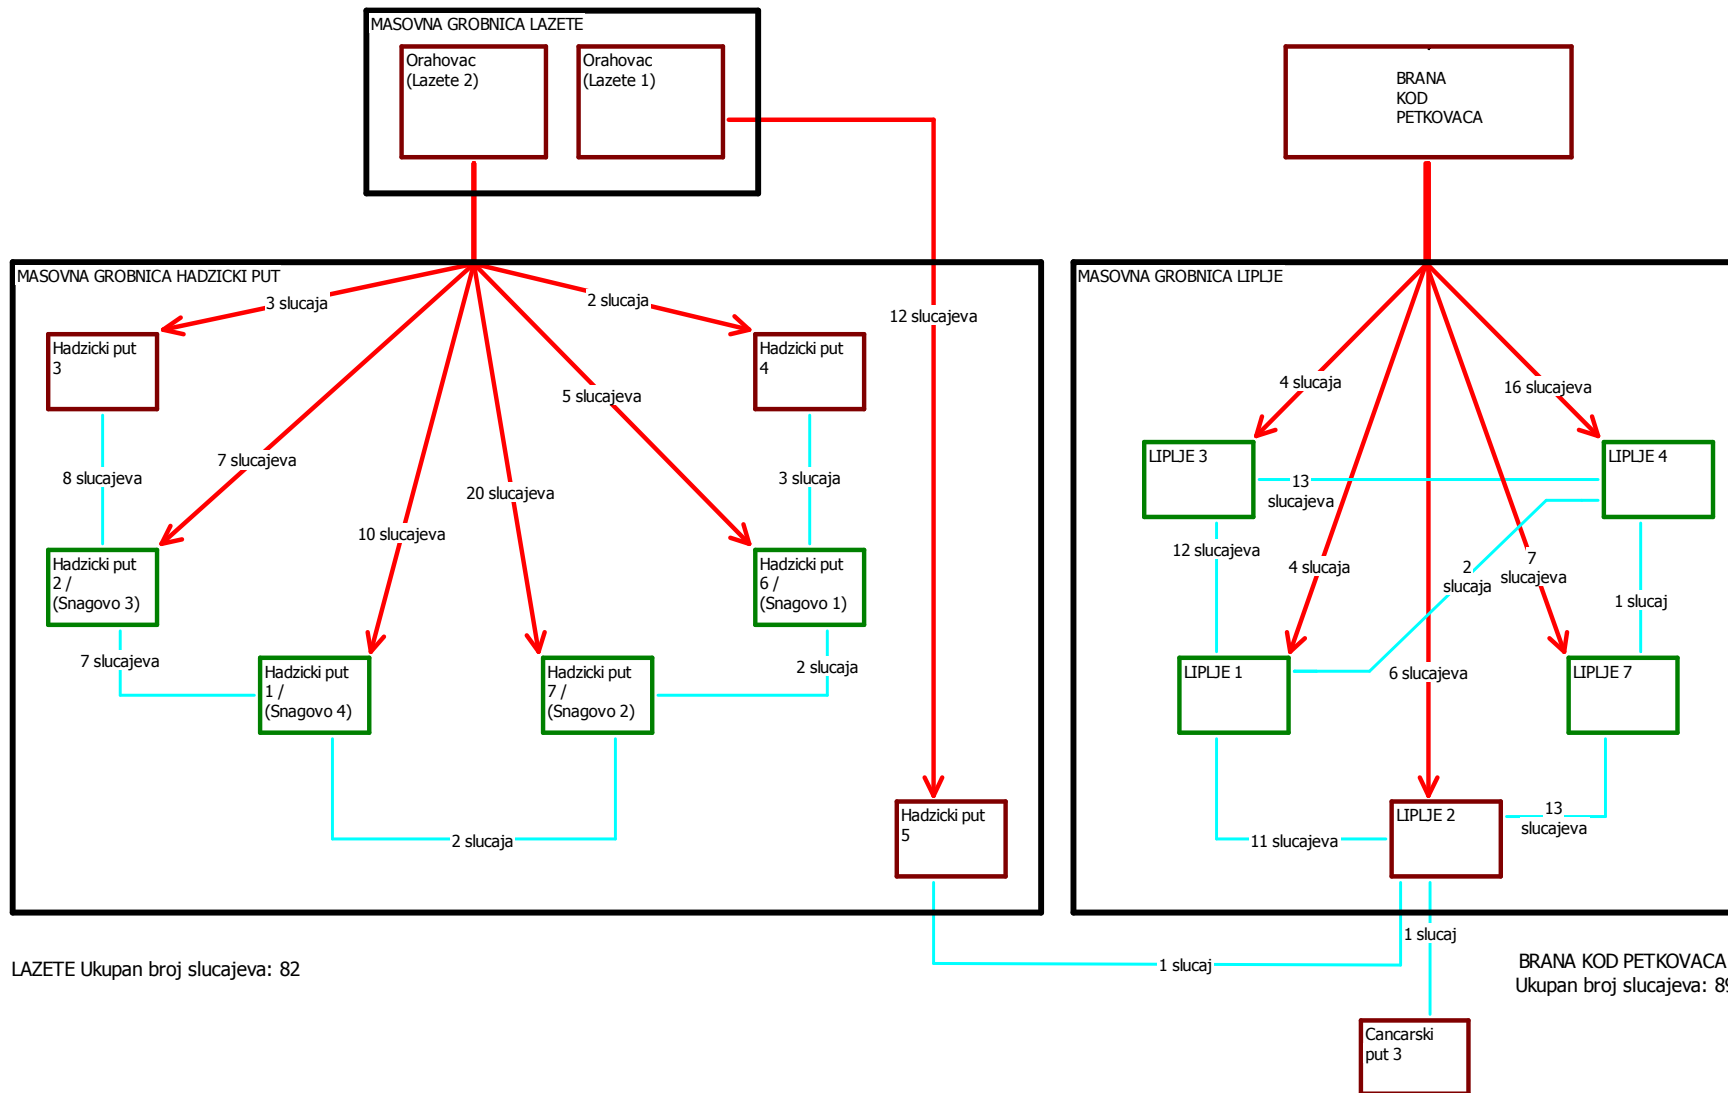 MASOVNA GROBNICA LAZETE
Orahovac
(Lazete 2)
Orahovac
(Lazete 1)
BRANA
KOD
PETKOVACA
MASOVNA GROBNICA HADZICKI PUT
MASOVNA GROBNICA LIPLJE
3 slucaja
2 slucaja
12 slucajeva
Hadzicki put
3
Hadzicki put
4
5 slucajeva
4 slucaja
16 slucajeva
7 slucajeva
LIPLJE 3
LIPLJE 4
8 slucajeva
20 slucajeva
3 slucaja
13
slucajeva
10 slucajeva
12 slucajeva
4 slucaja
2
slucaja
7
slucajeva
1 slucaj
Hadzicki put
2 /
(Snagovo 3)
Hadzicki put
6 /
(Snagovo 1)
7 slucajeva
Hadzicki put
1 /
(Snagovo 4)
Hadzicki put
7 /
(Snagovo 2)
2 slucaja
LIPLJE 1
6 slucajeva
LIPLJE 7
2 slucaja
Hadzicki put
5
LIPLJE 2
11 slucajeva
13
slucajeva
1 slucaj
1 slucaj
LAZETE Ukupan broj slucajeva: 82
BRANA KOD PETKOVACA
Ukupan broj slucajeva: 89
Cancarski
put 3